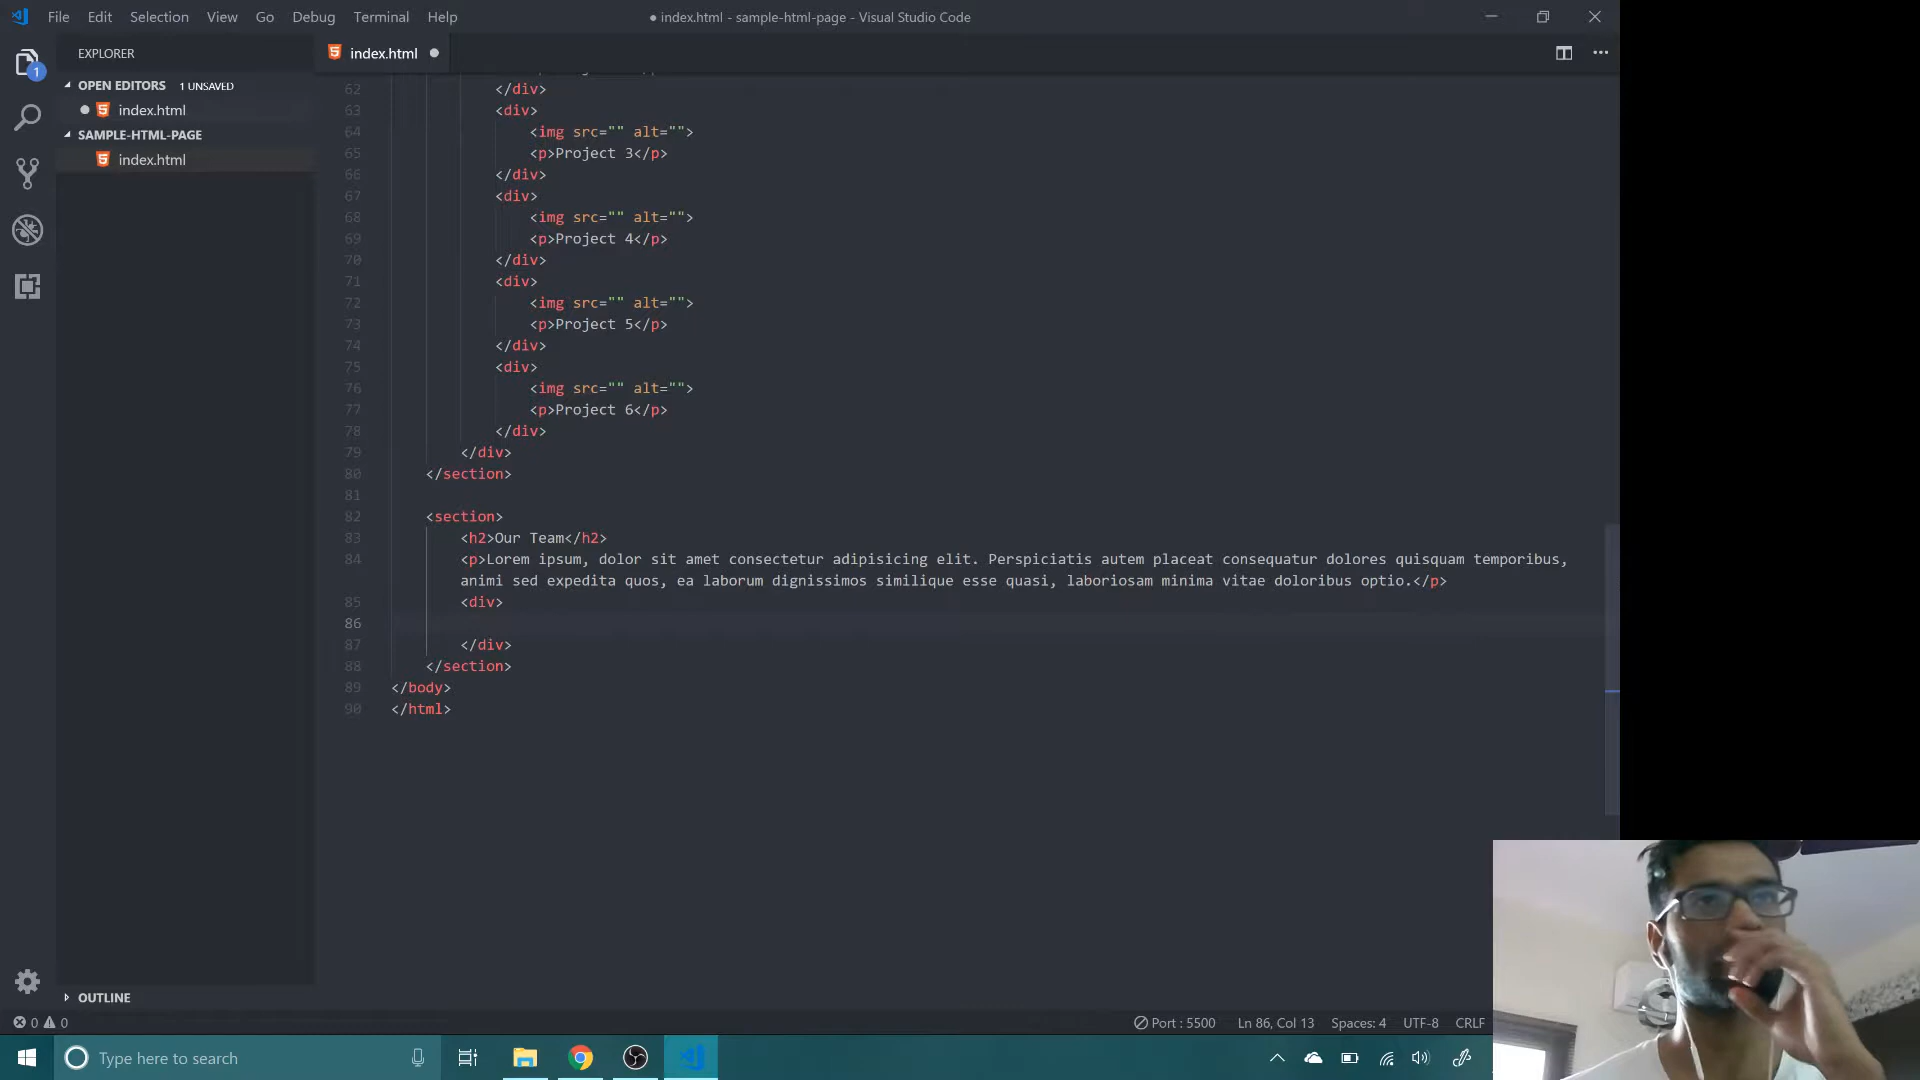 File Edit Selection View Go Debug Terminal Help
● index.html - sample-html-page - Visual Studio Code
EXPLORER
index.html
OPEN EDITORS 1 UNSAVED
index.html
SAMPLE-HTML-PAGE
index.html
1
62 </div>
63 <div>
64 <img src="" alt="">
65 <p>Project 3</p>
66 </div>
67 <div>
68 <img src="" alt="">
69 <p>Project 4</p>
70 </div>
71 <div>
72 <img src="" alt="">
73 <p>Project 5</p>
74 </div>
75 <div>
76 <img src="" alt="">
77 <p>Project 6</p>
78 </div>
79 </div>
80 </section>
81
82 <section>
83 <h2>Our Team</h2>
84 <p>Lorem ipsum, dolor sit amet consectetur adipisicing elit. Perspiciatis autem placeat consequatur dolores quisquam temporibus,
animi sed expedita quos, ea laborum dignissimos similique esse quasi, laboriosam minima vitae doloribus optio.</p>
85 <div>
86
87 </div>
88 </section>
89 </body>
90 </html>
OUTLINE
0 0
Port : 5500 Ln 86, Col 13 Spaces: 4 UTF-8 CRLF
Type here to search